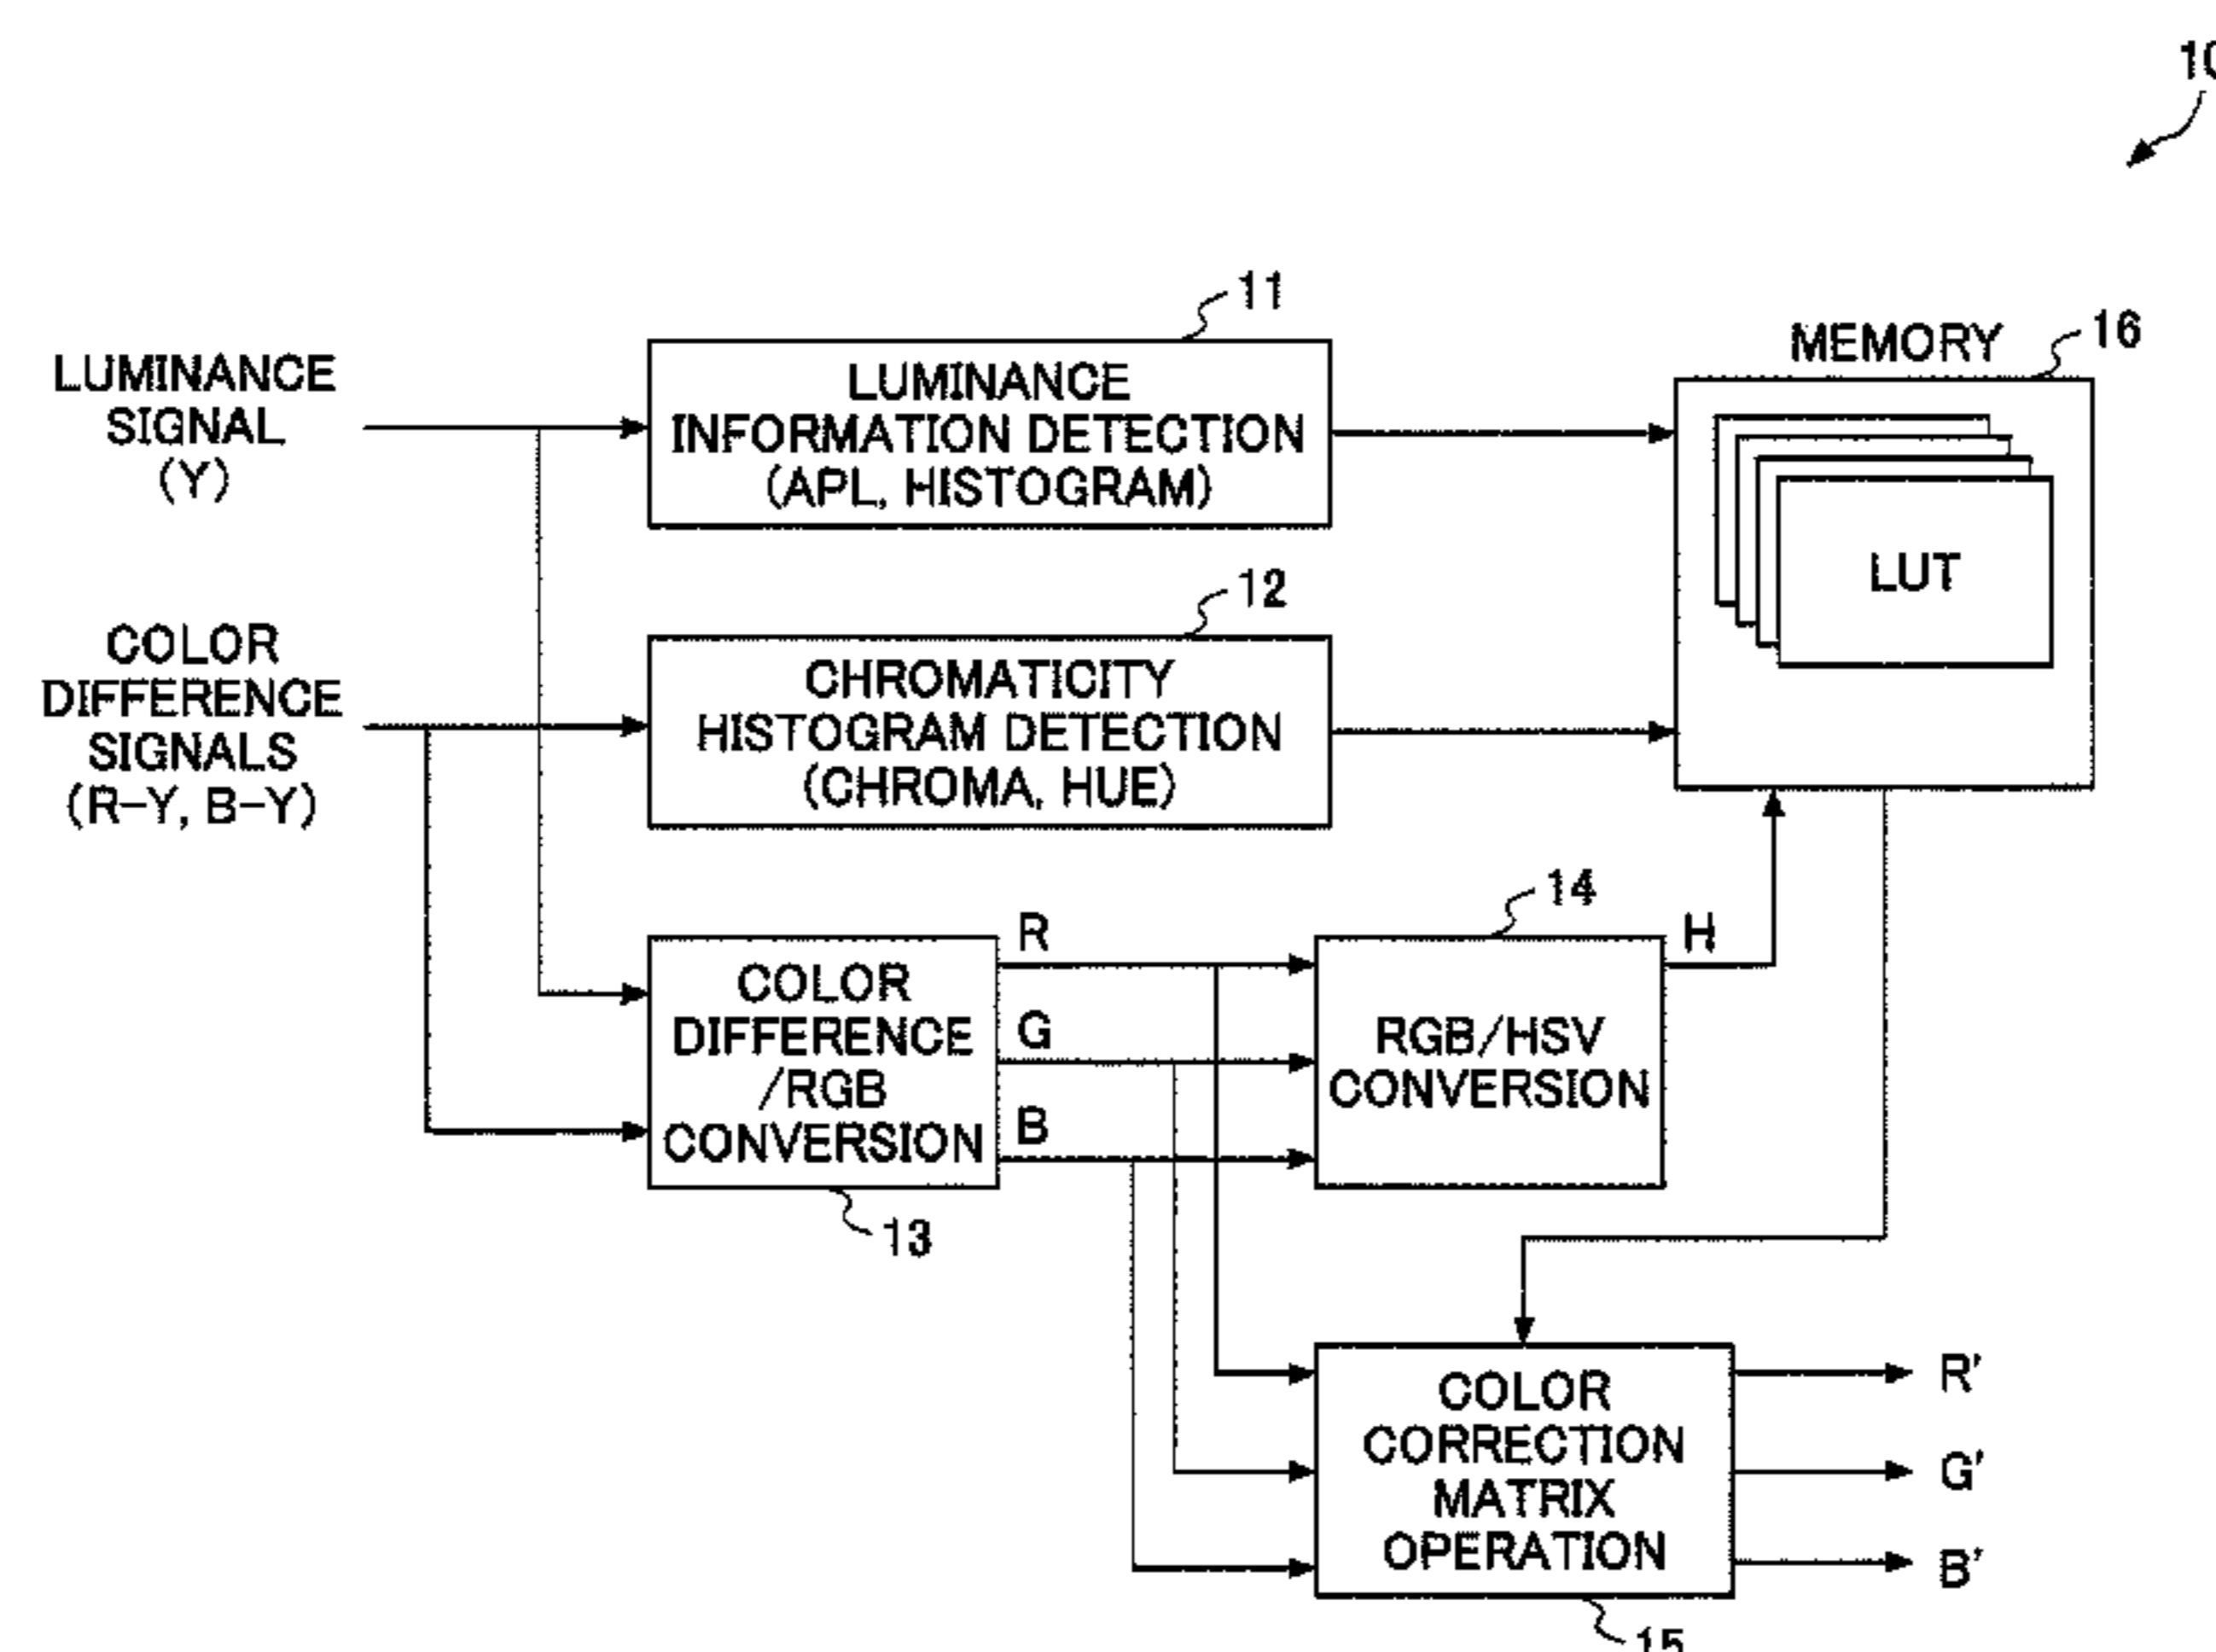 10
11
LUMINANCE
SIGNAL
(Y)
LUMINANCE
INFORMATION DETECTION
(APL, HISTOGRAM)
MEMORY
16
LUT
12
COLOR
DIFFERENCE
SIGNALS
(R-Y, B-Y)
CHROMATICITY
HISTOGRAM DETECTION
(CHROMA, HUE)
14
R
G
B
H
COLOR
DIFFERENCE
/RGB
CONVERSION
RGB/HSV
CONVERSION
13
COLOR
CORRECTION
MATRIX
OPERATION
R'
G'
B'
15